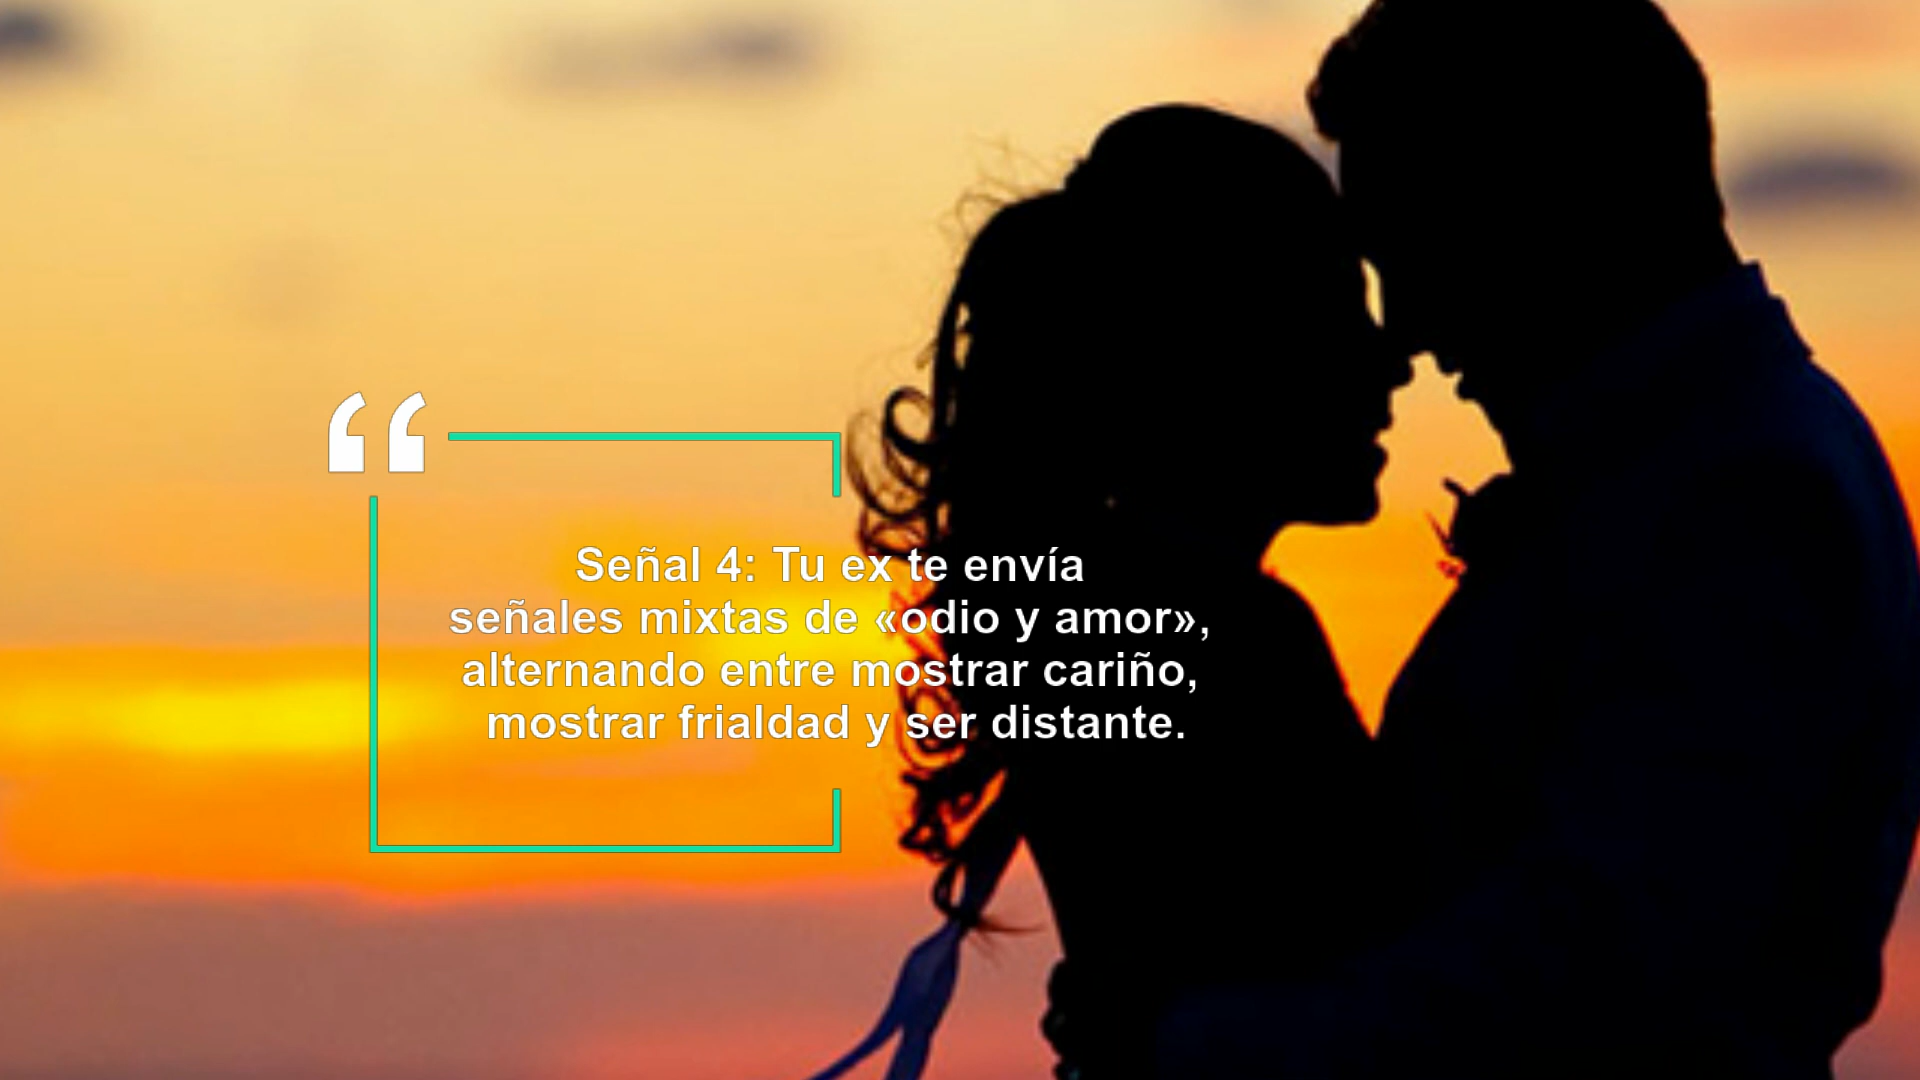 “
Señal 4: Tu ex te envía
señales mixtas de «odio y amor»,
alternando entre mostrar cariño,
mostrar frialdad y ser distante.